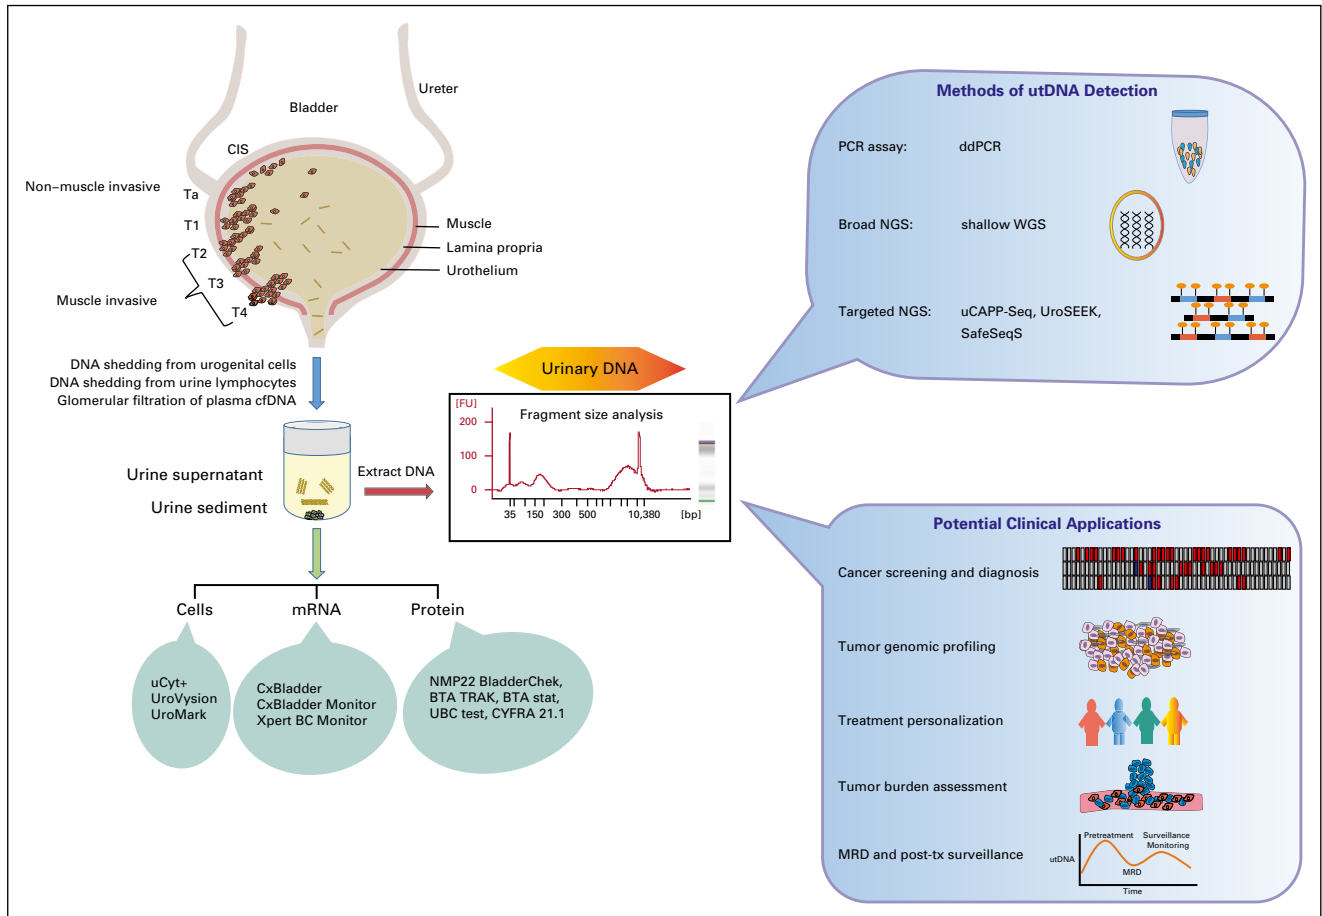 Ureter
Bladder
CIS
Non–muscle invasive
Ta
T1
T2
T3
T4
Muscle invasive
Muscle
Lamina propria
Urothelium
DNA shedding from urogenital cells
DNA shedding from urine lymphocytes
Glomerular filtration of plasma cfDNA
Urine supernatant
Urine sediment
Extract DNA
Urinary DNA
[FU]
Fragment size analysis
200
100
0
35 150 300 500 10,380 [bp]
Cells
mRNA
Protein
uCyt+
UroVysion
UroMark
CxBladder
CxBladder Monitor
Xpert BC Monitor
NMP22 BladderChek,
BTA TRAK, BTA stat,
UBC test, CYFRA 21.1
Methods of utDNA Detection
PCR assay: ddPCR
Broad NGS: shallow WGS
Targeted NGS: uCAPP-Seq, UroSEEK,
SafeSeqS
Potential Clinical Applications
Cancer screening and diagnosis
Tumor genomic profiling
Treatment personalization
Tumor burden assessment
MRD and post-tx surveillance
Pretreatment
Surveillance
Monitoring
utDNA
MRD
Time